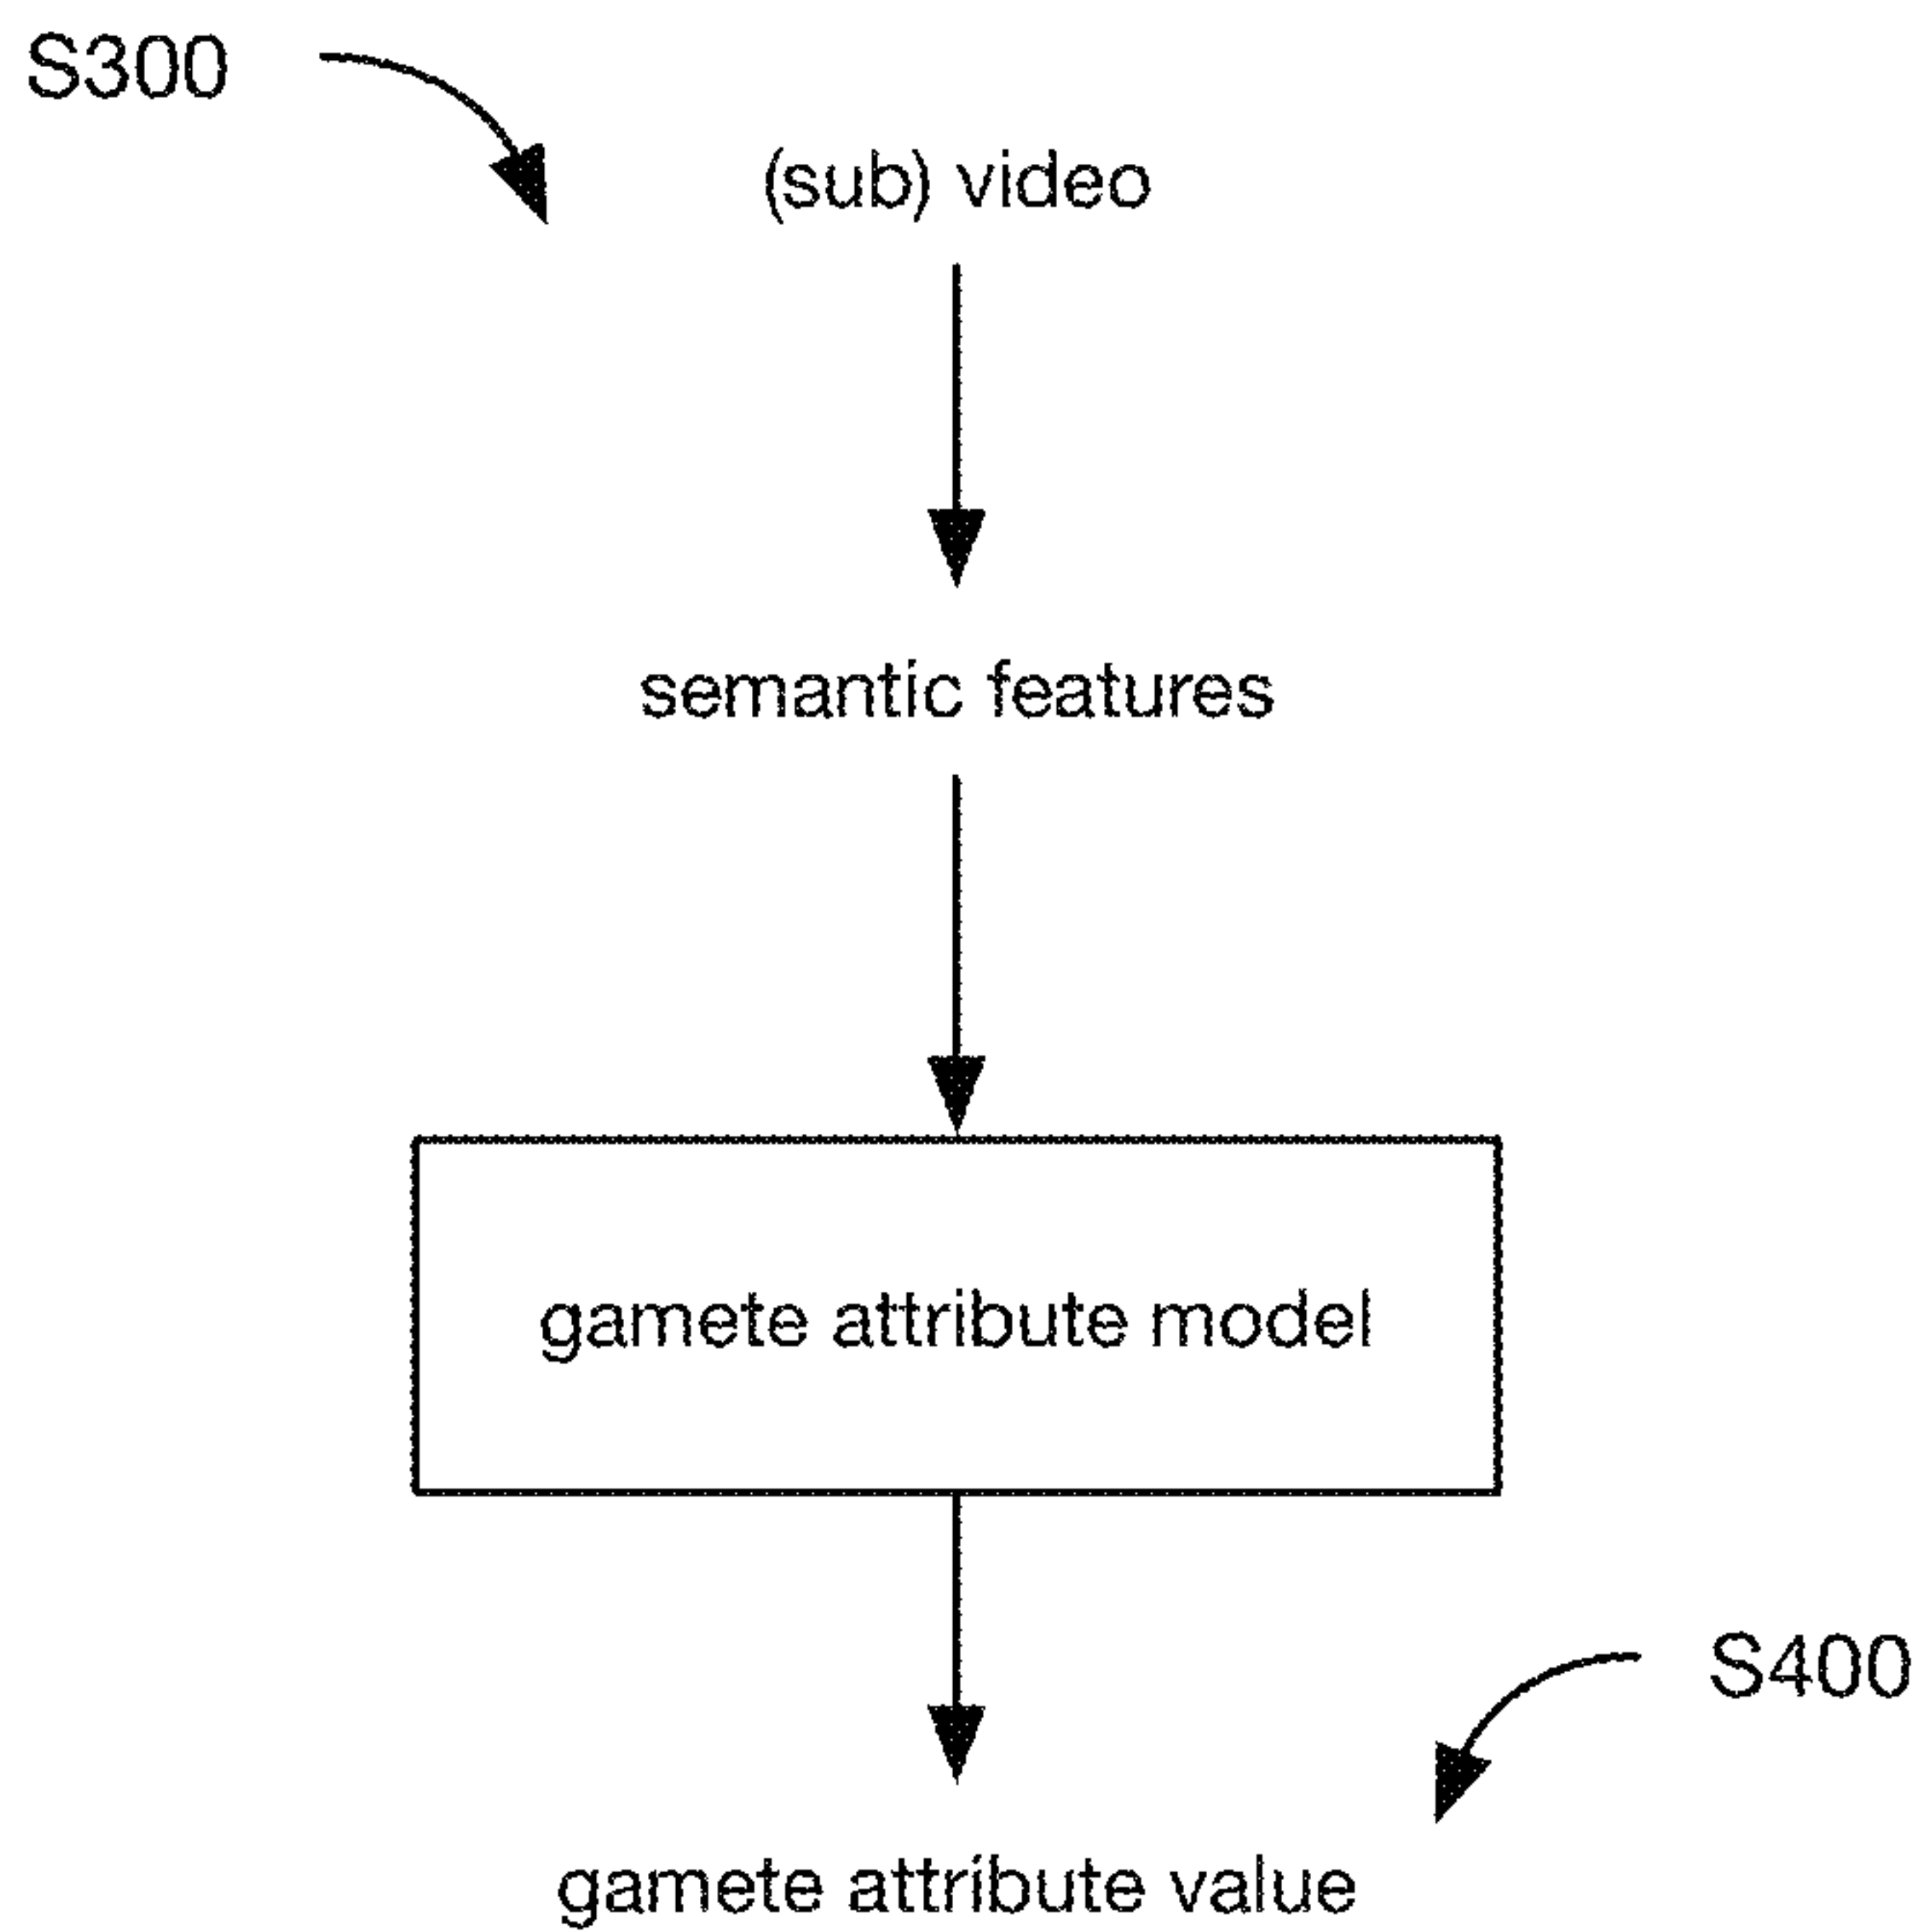 S300
(sub) video
semantic features
gamete attribute model
S400
gamete attribute value